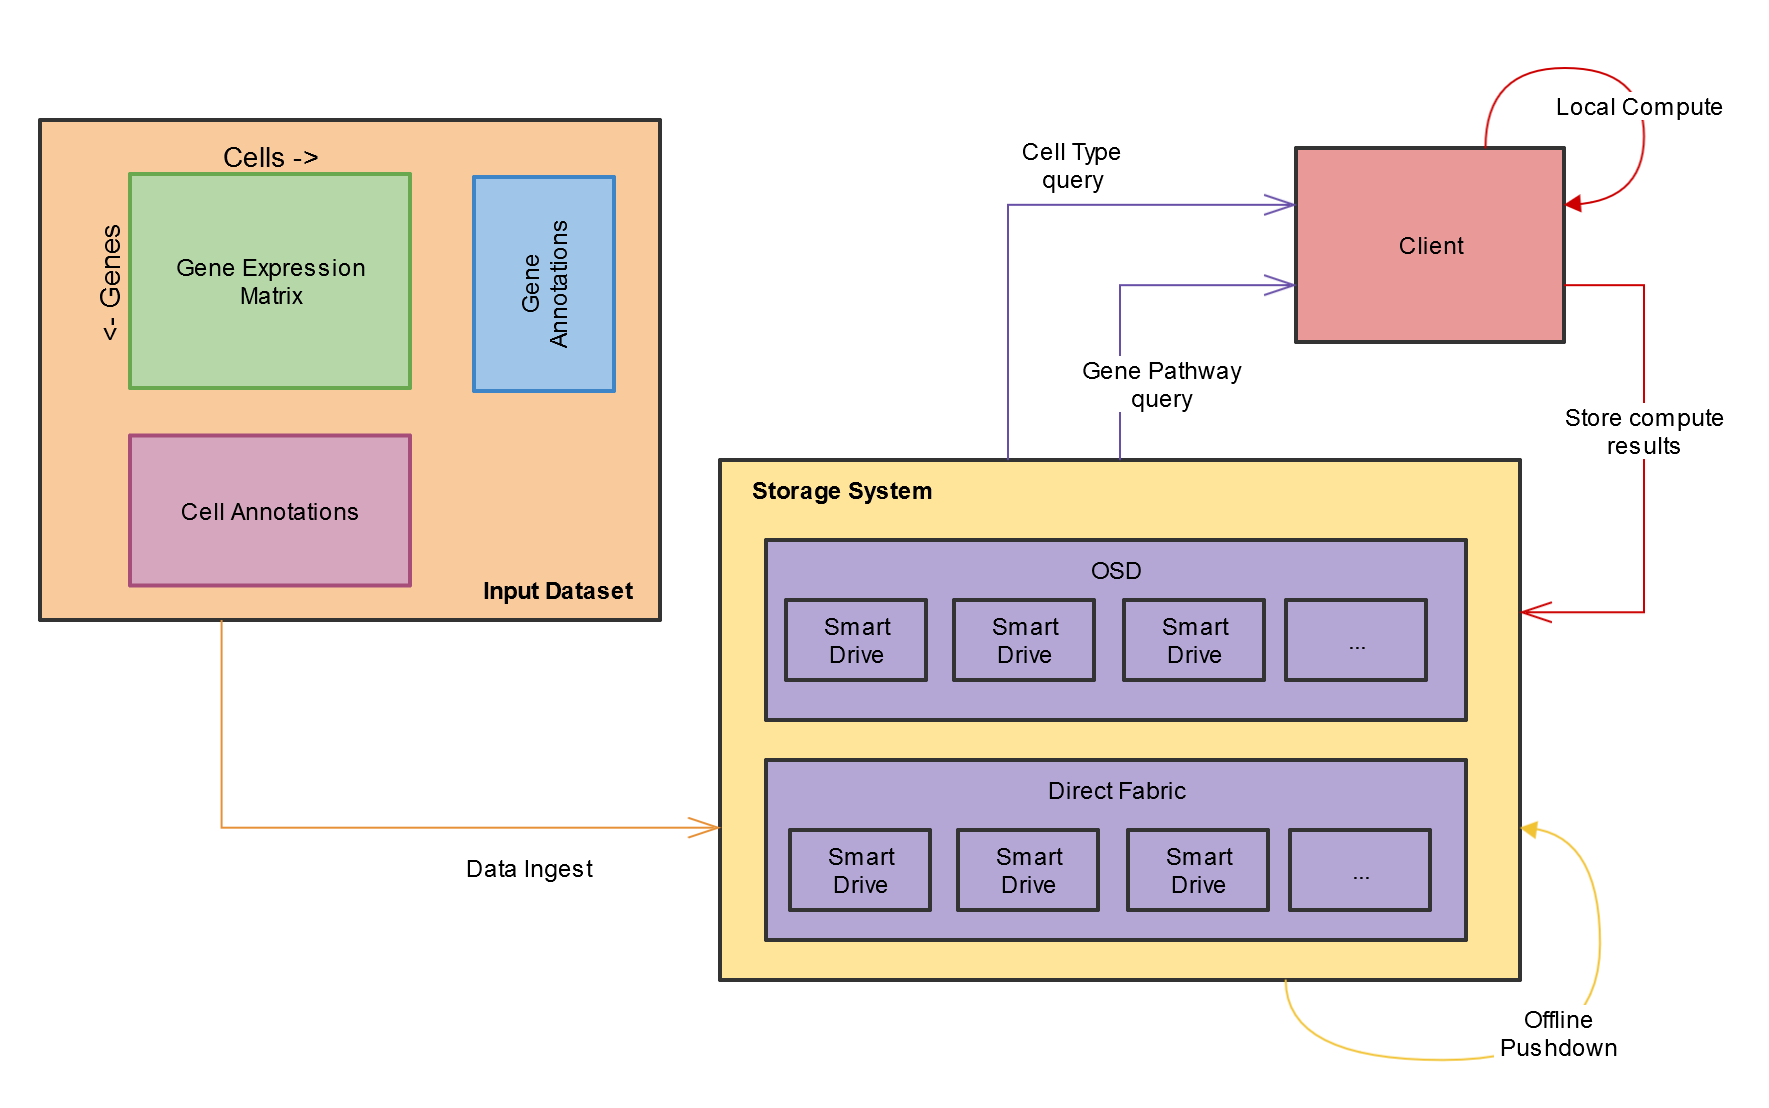 Cells ->
<- Genes
Gene Expression
Matrix
Gene
Annotations
Cell Annotations
Input Dataset
Data Ingest
Cell Type
query
Gene Pathway
query
Local Compute
Client
Store compute
results
Storage System
OSD
Smart
Drive
Smart
Drive
Smart
Drive
...
Direct Fabric
Smart
Drive
Smart
Drive
Smart
Drive
...
Offline
Pushdown